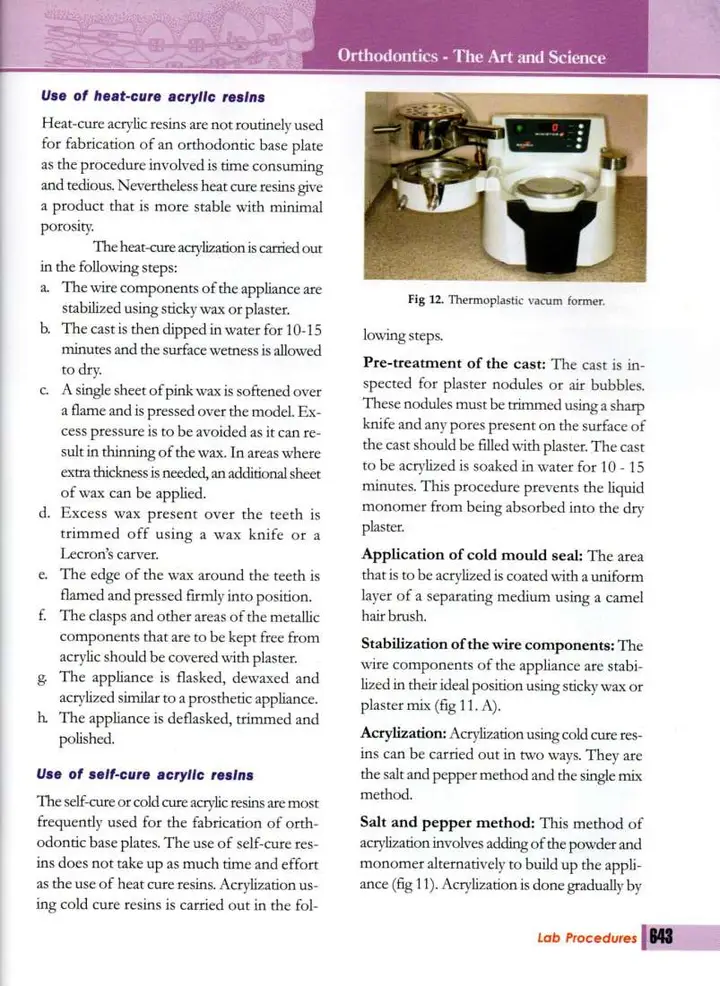 Orthodontics - The Art and Science
Use of heat-cure acrylic resins
Heat-cure acrylic resins are not routinely used
for fabrication of an orthodontic base plate
as the procedure involved is time consuming
and tedious. Nevertheless heat cure resins give
a product that is more stable with minimal
porosity.
The heat-cure acrylization is carried out
in the following steps:
a. The wire components of the appliance are
stabilized using sticky wax or plaster.
b. The cast is then dipped in water for 10-15
minutes and the surface wetness is allowed
to dry.
c. A single sheet of pink wax is softened over
a flame and is pressed over the model. Ex-
cess pressure is to be avoided as it can re-
sult in thinning of the wax. In areas where
extra thickness is needed, an additional sheet
of wax can be applied.
d. Excess wax present over the teeth is
trimmed off using a wax knife or a
Lecron's carver.
e. The edge of the wax around the teeth is
flamed and pressed firmly into position.
f. The clasps and other areas of the metallic
components that are to be kept free from
acrylic should be covered with plaster.
g. The appliance is flasked, dewaxed and
acrylized similar to a prosthetic appliance.
h. The appliance is deflasked, trimmed and
polished.
Use of self-cure acrylic resins
The self-cure or cold cure acrylic resins are most
frequently used for the fabrication of orth-
odontic base plates. The use of self-cure res-
ins does not take up as much time and effort
as the use of heat cure resins. Acrylization us-
ing cold cure resins is carried out in the fol-
Fig 12. Thermoplastic vacum former.
lowing steps.
Pre-treatment of the cast: The cast is in-
spected for plaster nodules or air bubbles.
These nodules must be trimmed using a sharp
knife and any pores present on the surface of
the cast should be filled with plaster. The cast
to be acrylized is soaked in water for 10 - 15
minutes. This procedure prevents the liquid
monomer from being absorbed into the dry
plaster.
Application of cold mould seal: The area
that is to be acrylized is coated with a uniform
layer of a separating medium using a camel
hair brush.
Stabilization of the wire components: The
wire components of the appliance are stabi-
lized in their ideal position using sticky wax or
plaster mix (fig 11. A).
Acrylization: Acrylization using cold cure res-
ins can be carried out in two ways. They are
the salt and pepper method and the single mix
method.
Salt and pepper method: This method of
acrylization involves adding of the powder and
monomer alternatively to build up the appli-
ance (fig 11). Acrylization is done gradually by
Lab Procedures 643